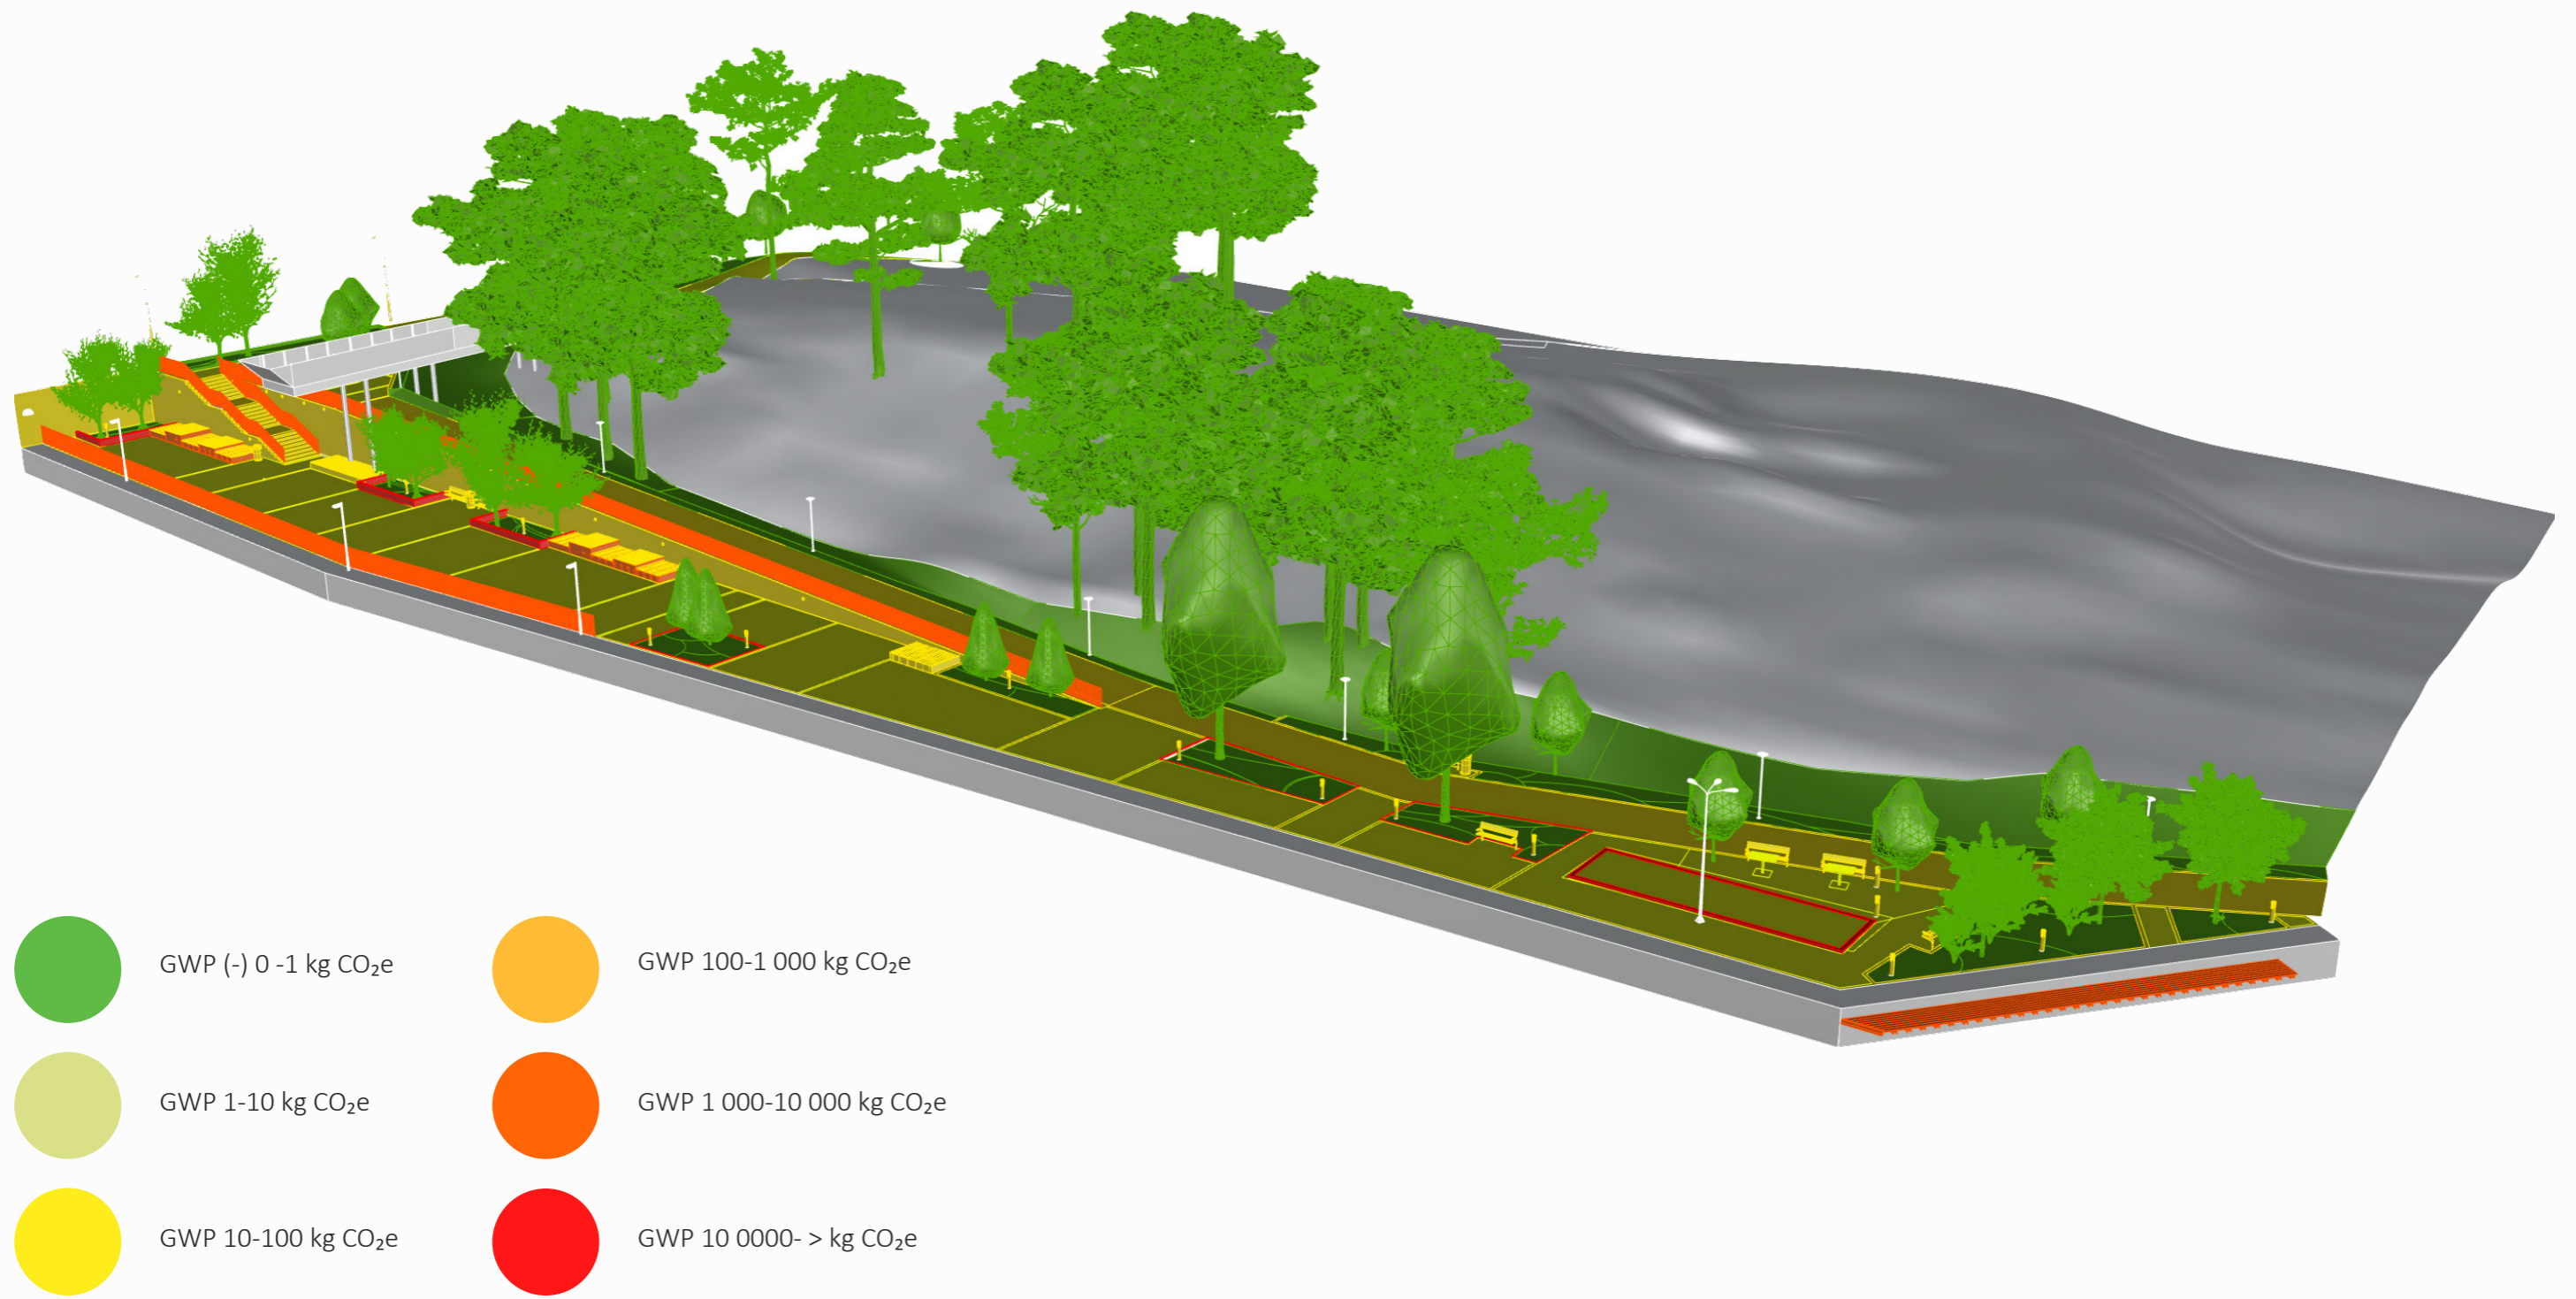 GWP (-) 0 -1 kg CO₂e
GWP 1-10 kg CO₂e
GWP 10-100 kg CO₂e
GWP 100-1 000 kg CO₂e
GWP 1 000-10 000 kg CO₂e
GWP 10 0000- > kg CO₂e